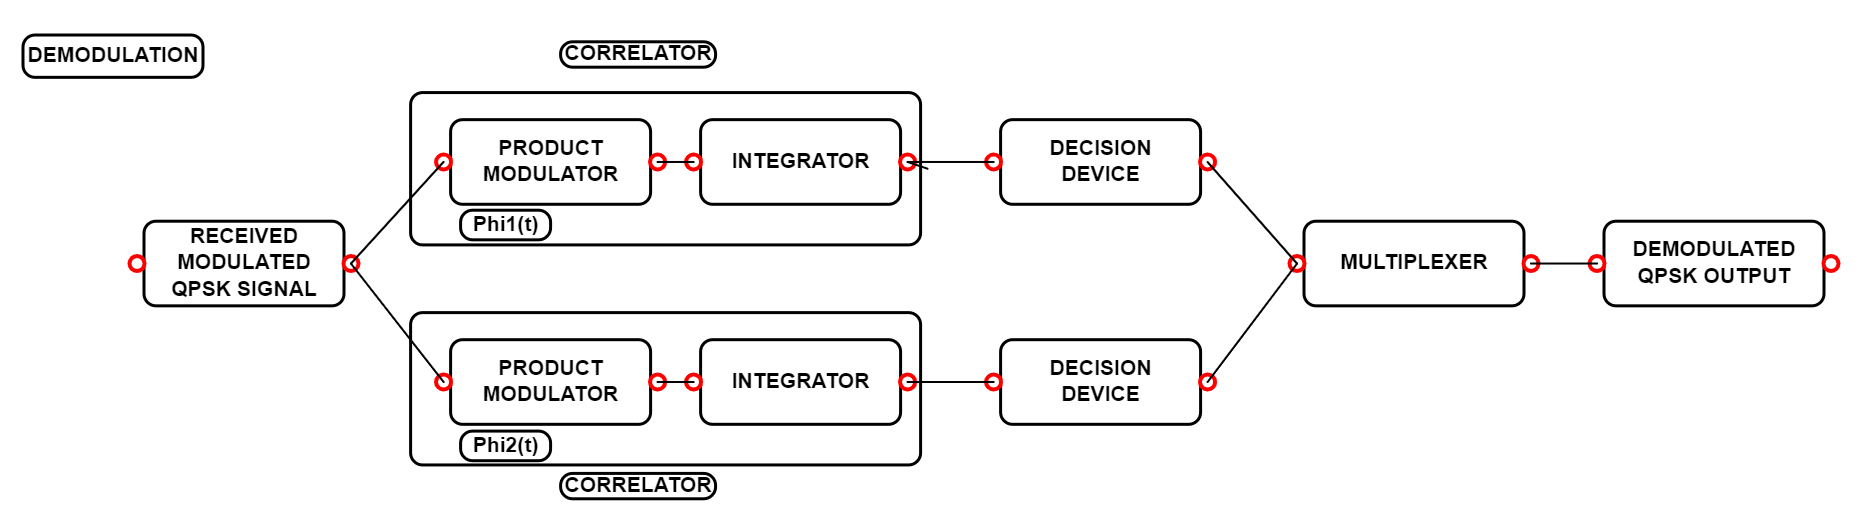 DEMODULATION
CORRELATOR
PRODUCT
MODULATOR
INTEGRATOR
DECISION
DEVICE
Phi1(t)
RECEIVED
MODULATED
QPSK SIGNAL
MULTIPLEXER
DEMODULATED
QPSK OUTPUT
PRODUCT
MODULATOR
INTEGRATOR
DECISION
DEVICE
Phi2(t)
CORRELATOR